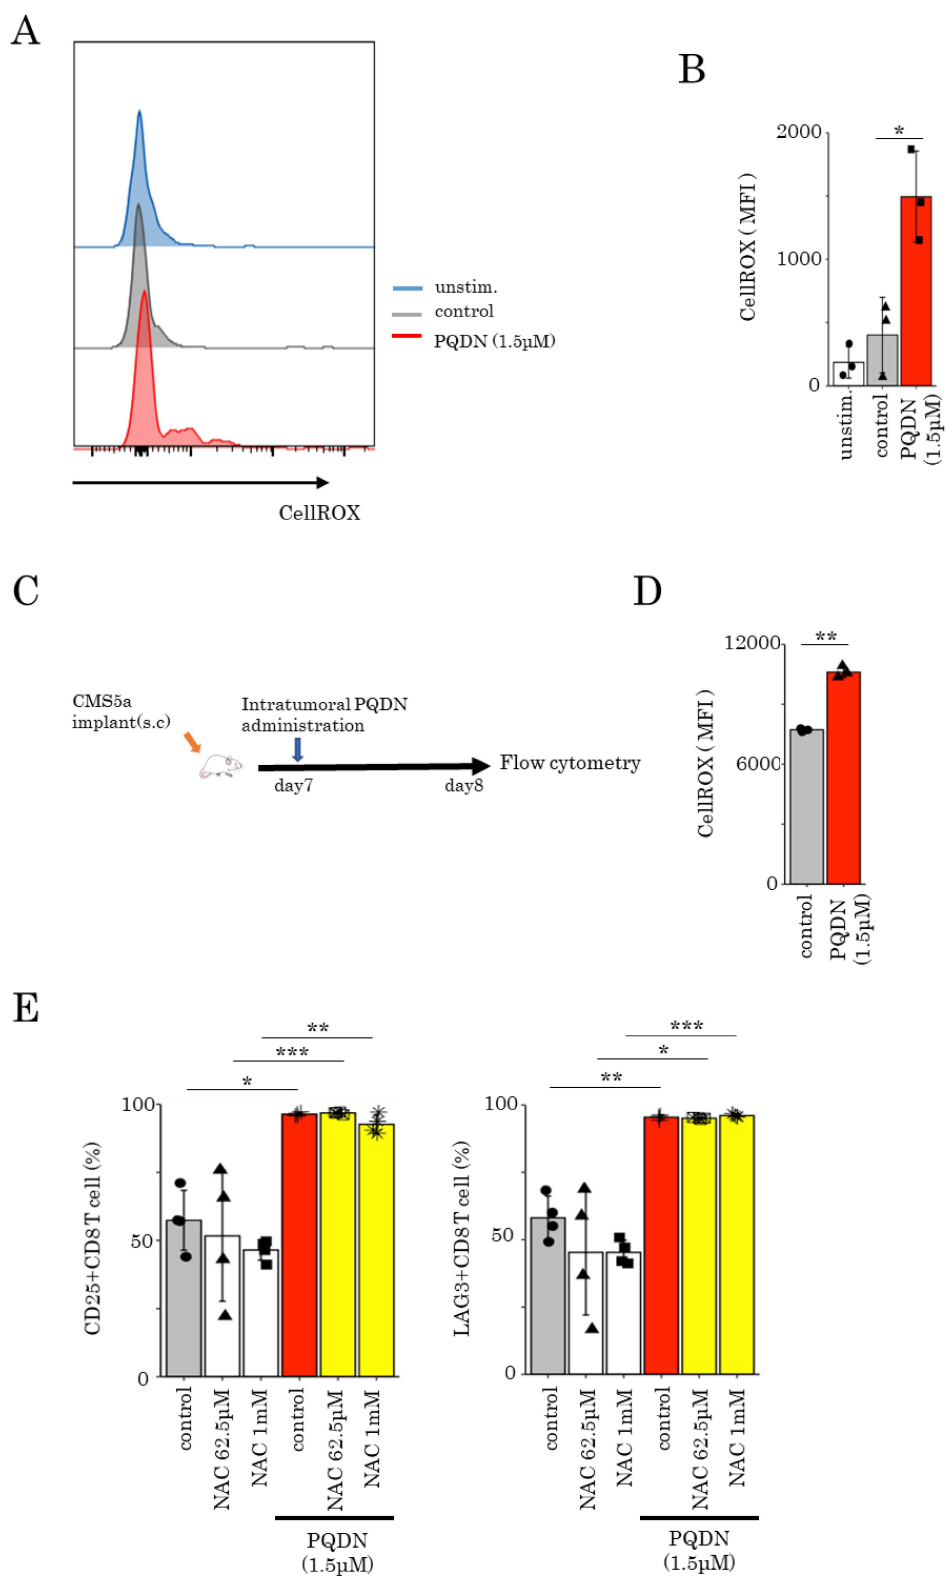 A
unstim.
control
PQDN (1.5µM)
CellROX
B
*
2000
1000
0
CellROX ( MFI )
unstim.
control
PQDN
(1.5µM)
C
CMS5a
implant(s.c)
Intratumoral PQDN
administration
day7
day8
Flow cytometry
D
**
12000
6000
0
CellROX ( MFI )
control
PQDN
(1.5µM)
E
**
***
*
100
50
0
CD25+CD8T cell (%)
control
NAC 62.5µM
NAC 1mM
control
NAC 62.5µM
NAC 1mM
PQDN
(1.5µM)
***
*
**
100
50
0
LAG3+CD8T cell (%)
control
NAC 62.5µM
NAC 1mM
control
NAC 62.5µM
NAC 1mM
PQDN
(1.5µM)